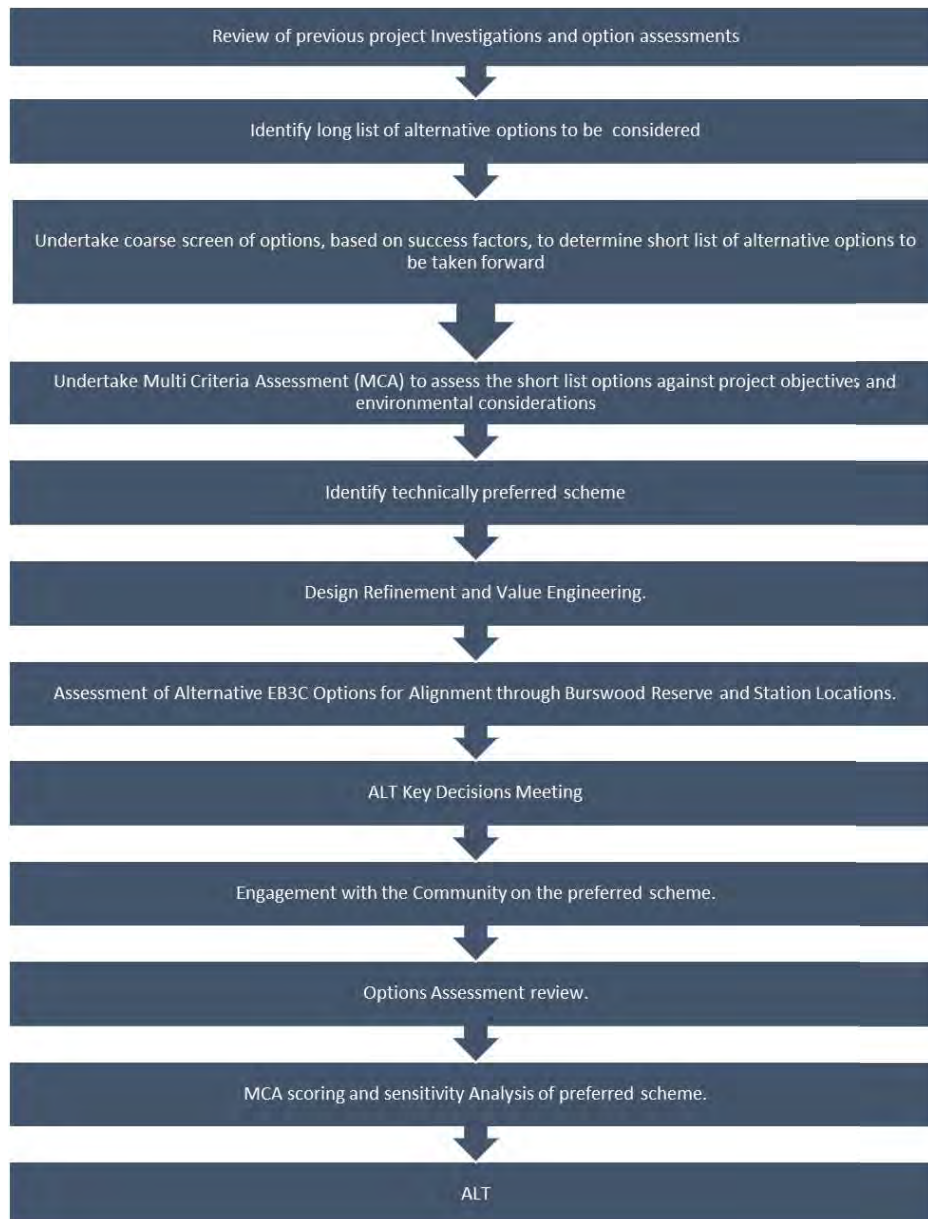 Review of previous project Investigations and option assessments
Identify long list of alternative options to be considered
Undertake coarse screen of options, based on success factors, to determine short list of alternative options to
be taken forward
Undertake Multi Criteria Assessment (MCA) to assess the short list options against project objectives and
environmental considerations
Identify technically preferred scheme
Design Refinement and Value Engineering.
Assessment of Alternative EB3C Options for Alignment through Burswood Reserve and Station Locations.
ALT Key Decisions Meeting
Engagement with the Community on the preferred scheme.
Options Assessment review.
MCA scoring and sensitivity Analysis of preferred scheme.
ALT